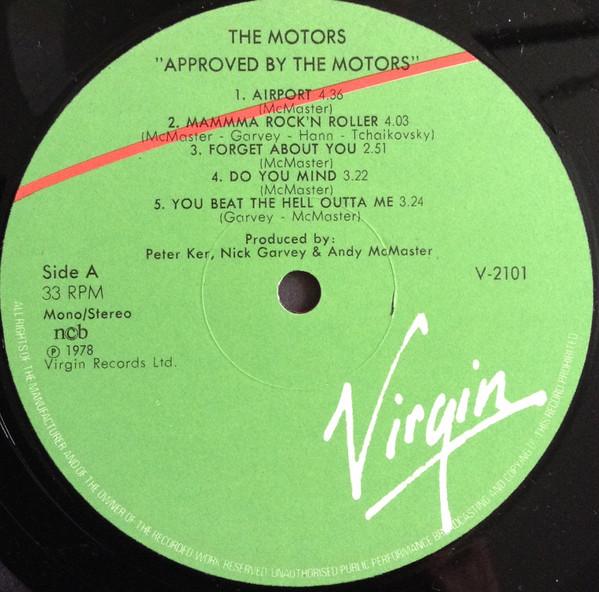 THE MOTORS
"APPROVED BY THE MOTORS"
1. AIRPORT 4.36
(McMaster)
2. MAMMMA ROCK'N ROLLER 4.03
(McMaster - Garvey - Hann - Tchaikovsky)
3. FORGET ABOUT YOU 2.51
(McMaster)
4. DO YOU MIND 3.22
(McMaster)
5. YOU BEAT THE HELL OUTTA ME 3.24
(Garvey - McMaster)
Produced by:
Peter Ker, Nick Garvey & Andy McMaster
Side A
33 RPM
V-2101
Mono/Stereo
ncb
℗ 1978
Virgin Records Ltd.
Virgin
ALL RIGHTS OF THE MANUFACTURER AND OF THE OWNER OF THE RECORDED WORK RESERVED. UNAUTHORISED PUBLIC PERFORMANCE BROADCASTING AND COPYING OF THIS RECORD PROHIBITED